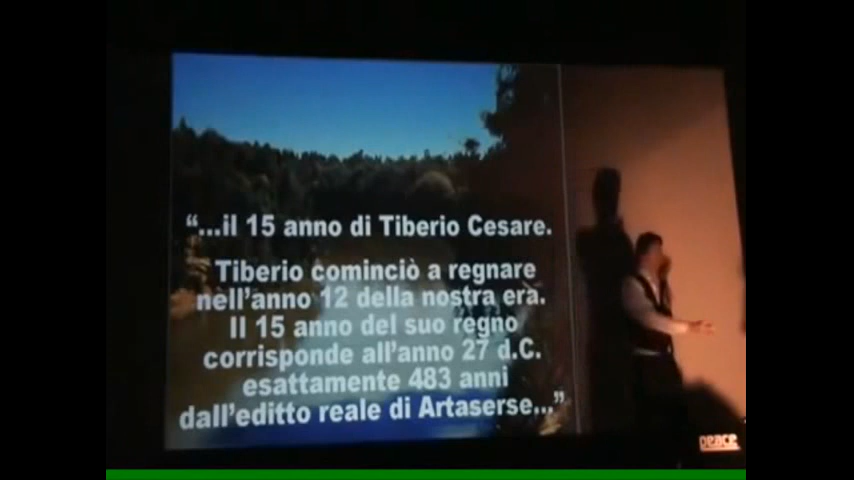 “...il 15 anno di Tiberio Cesare.
Tiberio cominciò a regnare
nell’anno 12 della nostra era.
Il 15 anno del suo regno
corrisponde all’anno 27 d.C.
esattamente 483 anni
dall’editto reale di Artaserse...”
peace